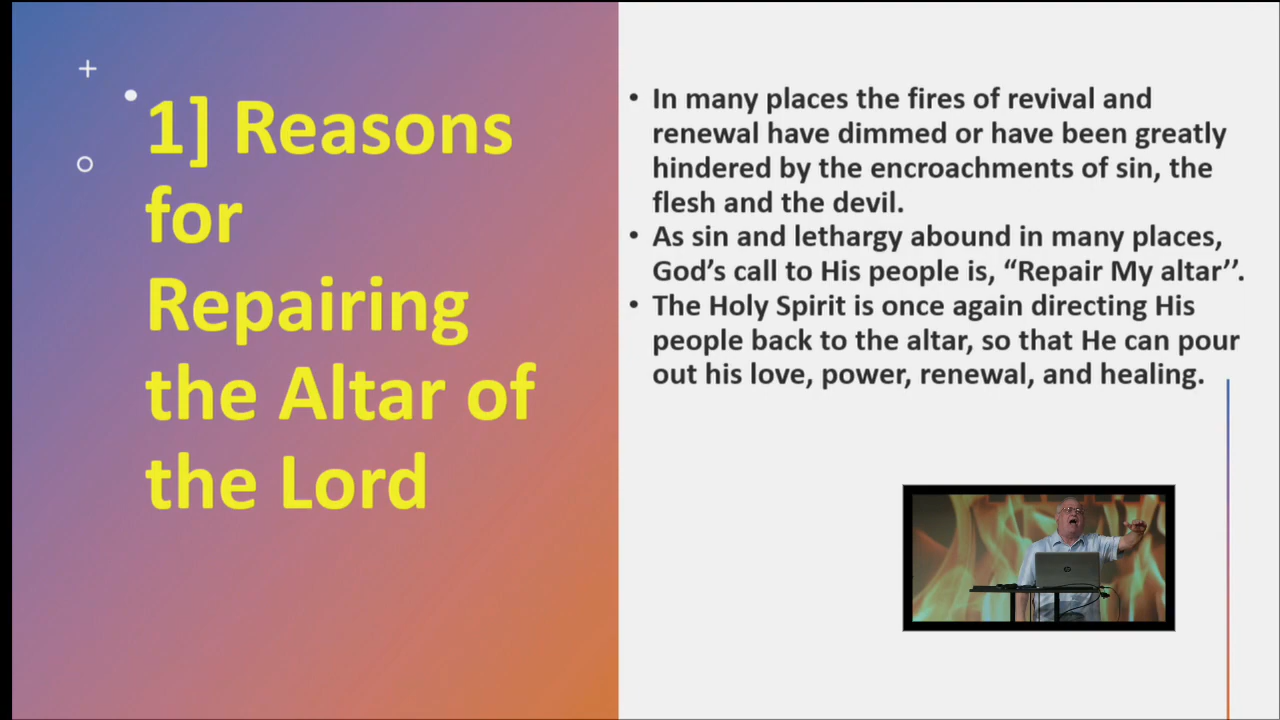 1] Reasons
for
Repairing
the Altar of
the Lord
• In many places the fires of revival and
renewal have dimmed or have been greatly
hindered by the encroachments of sin, the
flesh and the devil.
• As sin and lethargy abound in many places,
God’s call to His people is, “Repair My altar’’.
• The Holy Spirit is once again directing His
people back to the altar, so that He can pour
out his love, power, renewal, and healing.